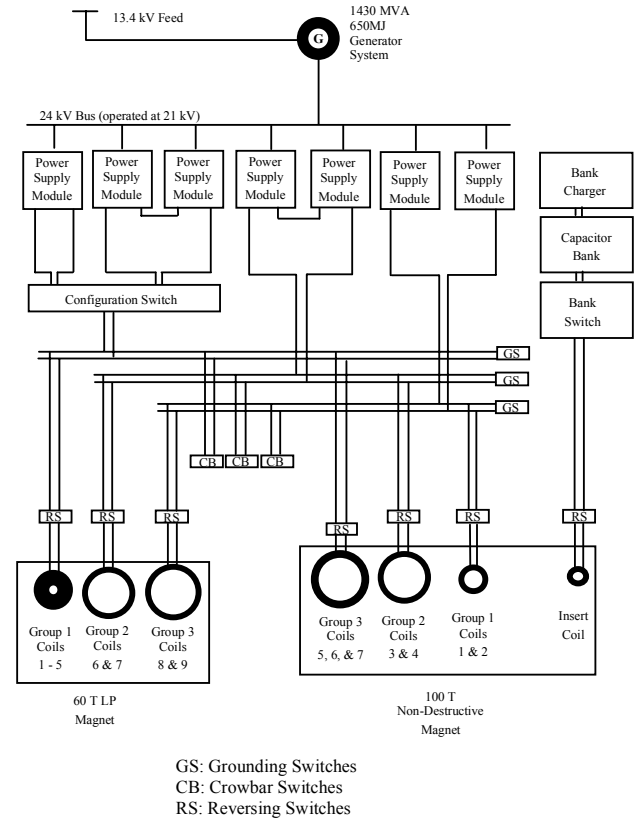 13.4 kV Feed
1430 MVA
650MJ
Generator
System
G
24 kV Bus (operated at 21 kV)
Power
Supply
Module
Power
Supply
Module
Power
Supply
Module
Power
Supply
Module
Power
Supply
Module
Power
Supply
Module
Power
Supply
Module
Bank
Charger
Capacitor
Bank
Bank
Switch
Configuration Switch
GS
GS
GS
CB
CB
CB
RS
RS
RS
RS
RS
RS
RS
Group 1
Coils
1 - 5
Group 2
Coils
6 & 7
Group 3
Coils
8 & 9
Group 3
Coils
5, 6, & 7
Group 2
Coils
3 & 4
Group 1
Coils
1 & 2
Insert
Coil
60 T LP
Magnet
100 T
Non-Destructive
Magnet
GS: Grounding Switches
CB: Crowbar Switches
RS: Reversing Switches